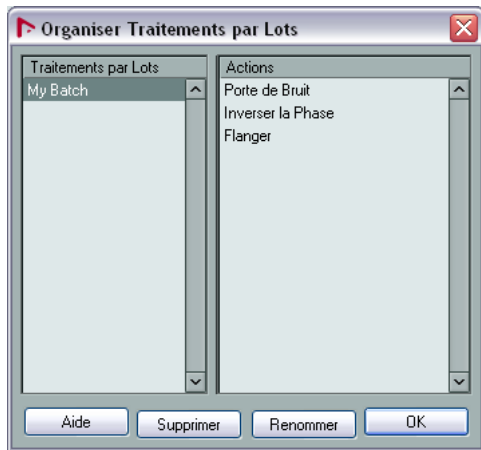 Organiser Traitements par Lots
Traitements par Lots
My Batch
Actions
Porte de Bruit
Inverser la Phase
Flanger
Aide
Supprimer
Renommer
OK